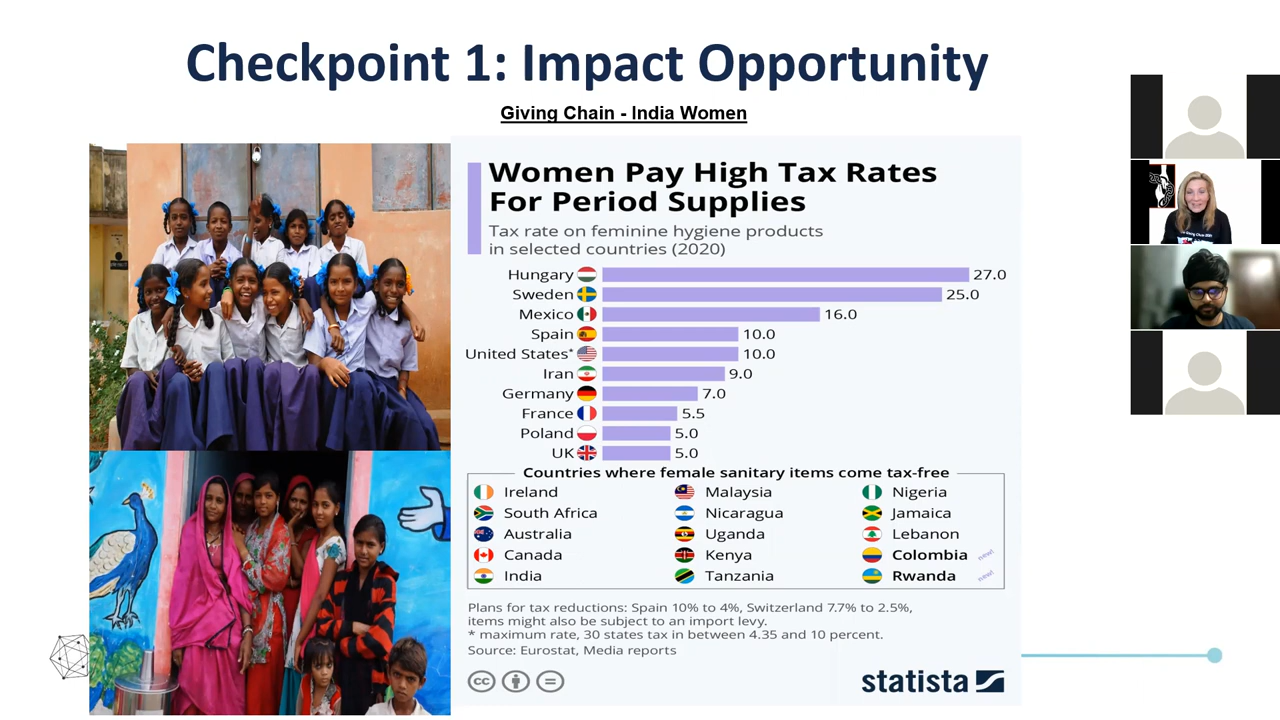 Checkpoint 1: Impact Opportunity
Giving Chain - India Women
Women Pay High Tax Rates
For Period Supplies
Tax rate on feminine hygiene products
in selected countries (2020)
Hungary 27.0
Sweden 25.0
Mexico 16.0
Spain 10.0
United States* 10.0
Iran 9.0
Germany 7.0
France 5.5
Poland 5.0
UK 5.0
Countries where female sanitary items come tax-free
Ireland Malaysia Nigeria
South Africa Nicaragua Jamaica
Australia Uganda Lebanon
Canada Kenya Colombia new!
India Tanzania Rwanda new!
Plans for tax reductions: Spain 10% to 4%, Switzerland 7.7% to 2.5%,
items might also be subject to an import levy.
* maximum rate, 30 states tax in between 4.35 and 10 percent.
Source: Eurostat, Media reports
cc
statista